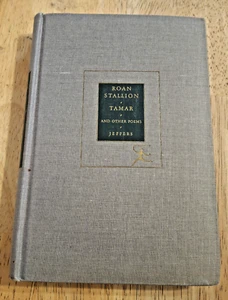 ROAN
STALLION
TAMAR
AND OTHER POEMS
JEFFERS